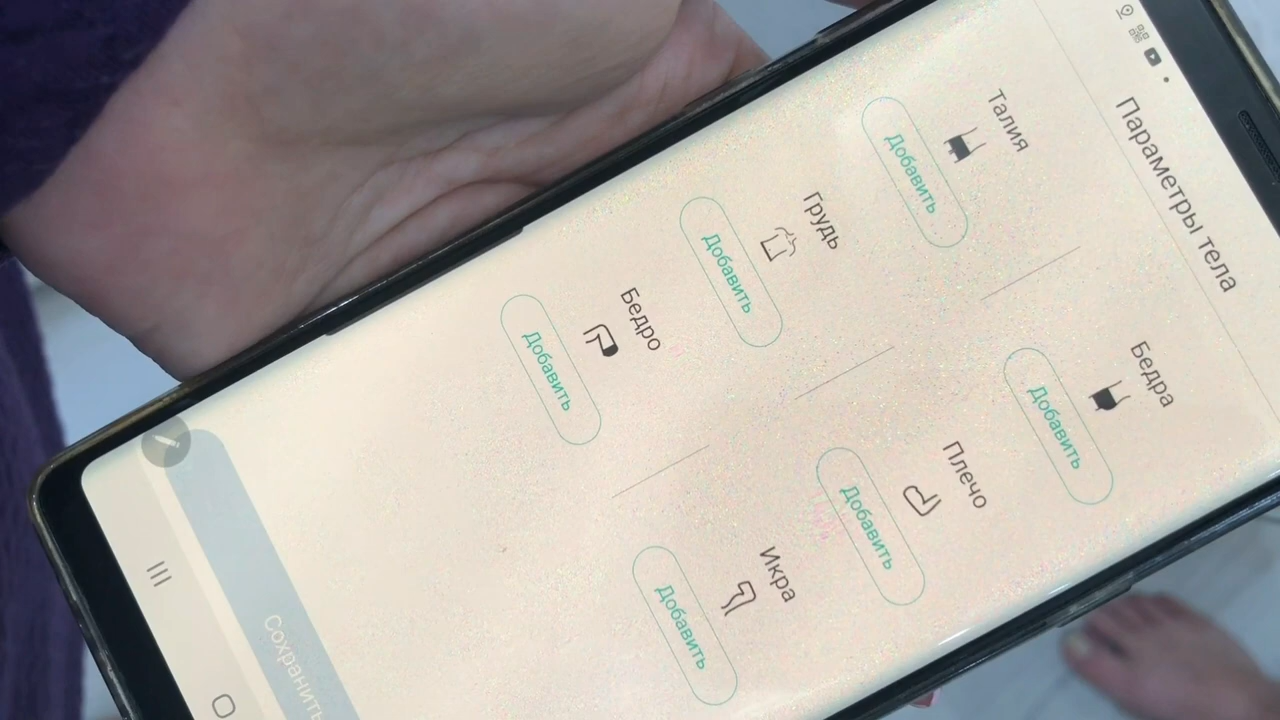 Параметры тела
Талия
Добавить
Бедра
Добавить
Грудь
Добавить
Плечо
Добавить
Бедро
Добавить
Икра
Добавить
Сохранить